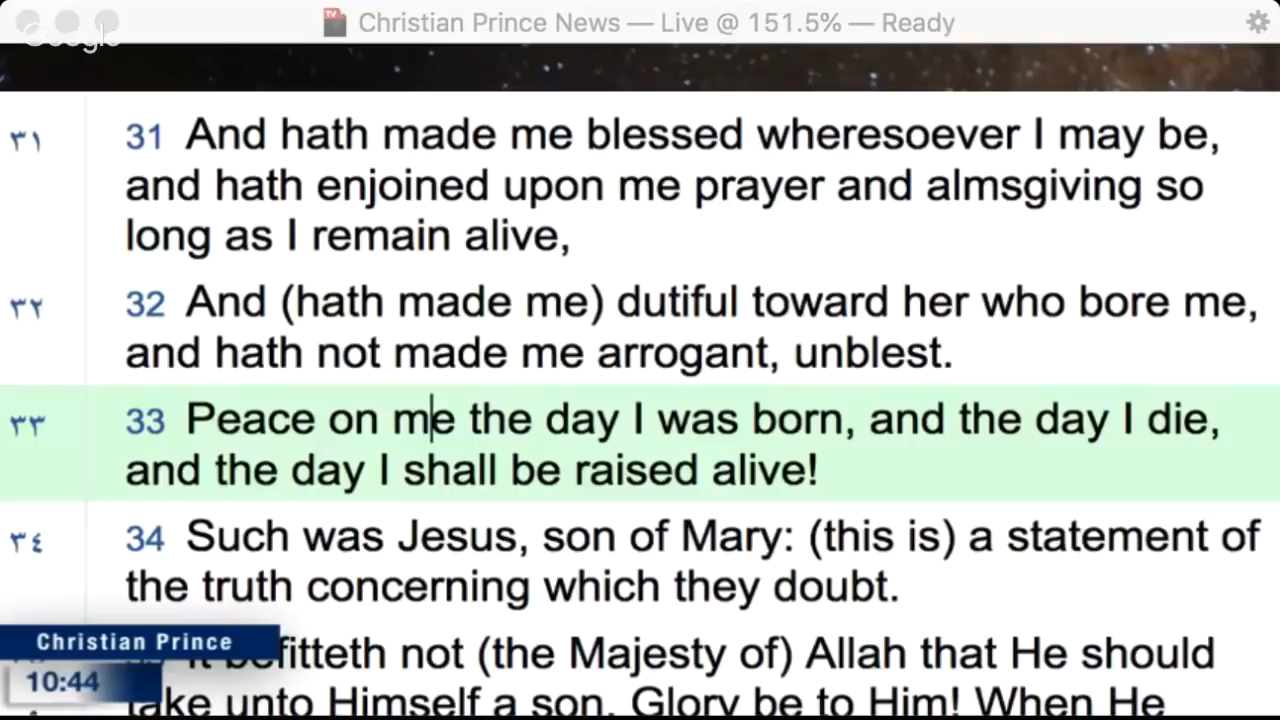 Christian Prince News — Live @ 151.5% — Ready
Google
٣١ 31 And hath made me blessed wheresoever I may be,
and hath enjoined upon me prayer and almsgiving so
long as I remain alive,
٣٢ 32 And (hath made me) dutiful toward her who bore me,
and hath not made me arrogant, unblest.
٣٣ 33 Peace on me the day I was born, and the day I die,
and the day I shall be raised alive!
٣٤ 34 Such was Jesus, son of Mary: (this is) a statement of
the truth concerning which they doubt.
Christian Prince
It befitteth not (the Majesty of) Allah that He should
10:44
take unto Himself a son. Glory be to Him! When He